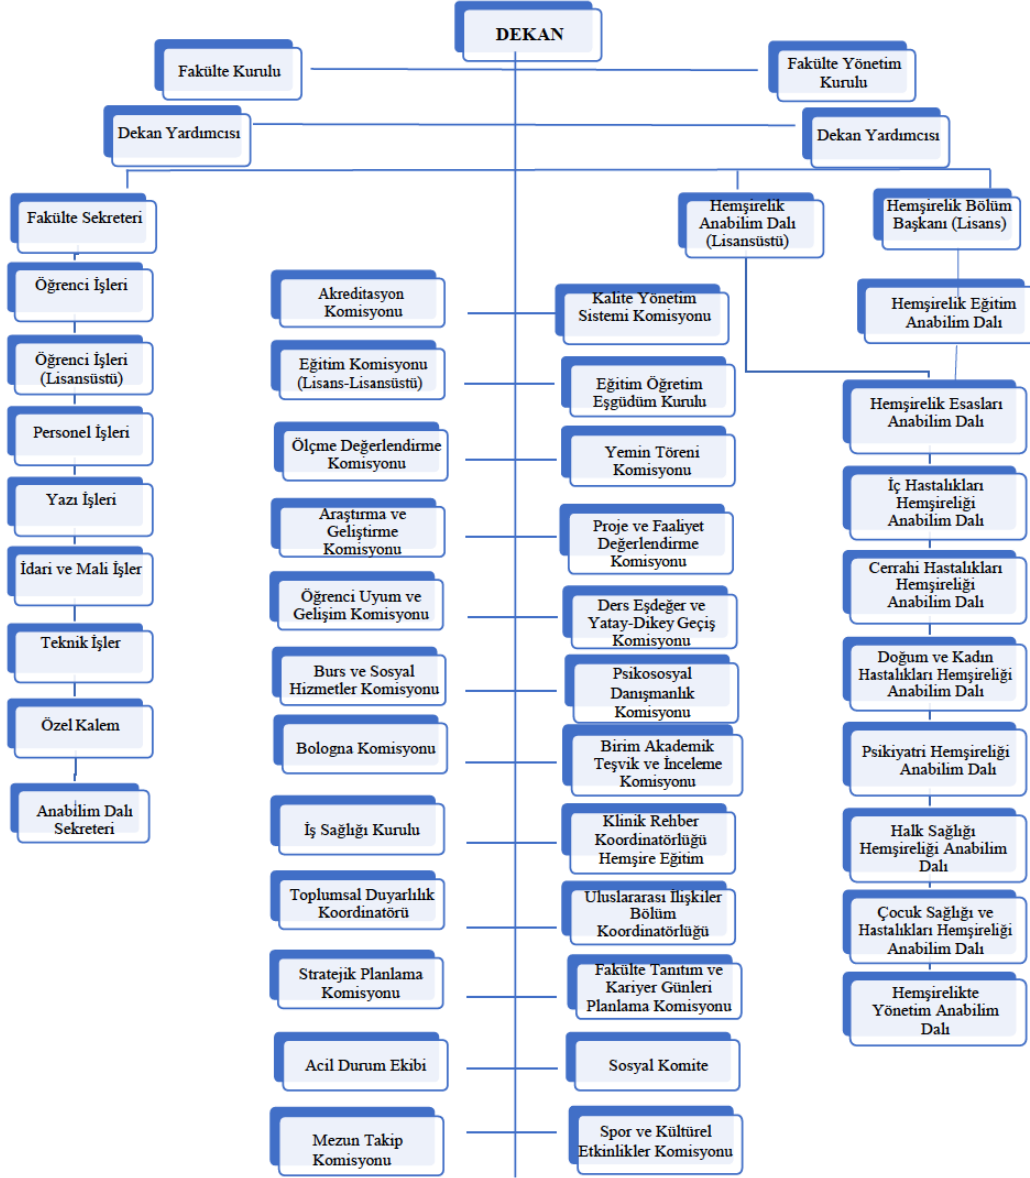 DEKAN
Fakülte Kurulu
Fakülte Yönetim
Kurulu
Dekan Yardımcısı
Dekan Yardımcısı
Fakülte Sekreteri
Hemşirelik
Anabilim Dalı
(Lisansüstü)
Hemşirelik Bölüm
Başkanı (Lisans)
Öğrenci İşleri
Öğrenci İşleri
(Lisansüstü)
Personel İşleri
Yazı İşleri
İdari ve Mali İşler
Teknik İşler
Özel Kalem
Anabilim Dalı
Sekreteri
Akreditasyon
Komisyonu
Kalite Yönetim
Sistemi Komisyonu
Eğitim Komisyonu
(Lisans-Lisansüstü)
Eğitim Öğretim
Eşgüdüm Kurulu
Ölçme Değerlendirme
Komisyonu
Yemin Töreni
Komisyonu
Araştırma ve
Geliştirme
Komisyonu
Proje ve Faaliyet
Değerlendirme
Komisyonu
Öğrenci Uyum ve
Gelişim Komisyonu
Ders Eşdeğer ve
Yatay-Dikey Geçiş
Komisyonu
Burs ve Sosyal
Hizmetler Komisyonu
Psikososyal
Danışmanlık
Komisyonu
Bologna Komisyonu
Birim Akademik
Teşvik ve İnceleme
Komisyonu
İş Sağlığı Kurulu
Klinik Rehber
Koordinatörlüğü
Hemşire Eğitim
Toplumsal Duyarlılık
Koordinatörü
Uluslararası İlişkiler
Bölüm
Koordinatörlüğü
Stratejik Planlama
Komisyonu
Fakülte Tanıtım ve
Kariyer Günleri
Planlama Komisyonu
Acil Durum Ekibi
Sosyal Komite
Mezun Takip
Komisyonu
Spor ve Kültürel
Etkinlikler Komisyonu
Hemşirelik Eğitim
Anabilim Dalı
Hemşirelik Esasları
Anabilim Dalı
İç Hastalıkları
Hemşireliği
Anabilim Dalı
Cerrahi Hastalıkları
Hemşireliği
Anabilim Dalı
Doğum ve Kadın
Hastalıkları Hemşireliği
Anabilim Dalı
Psikiyatri Hemşireliği
Anabilim Dalı
Halk Sağlığı
Hemşireliği Anabilim
Dalı
Çocuk Sağlığı ve
Hastalıkları Hemşireliği
Anabilim Dalı
Hemşirelikte
Yönetim Anabilim
Dalı